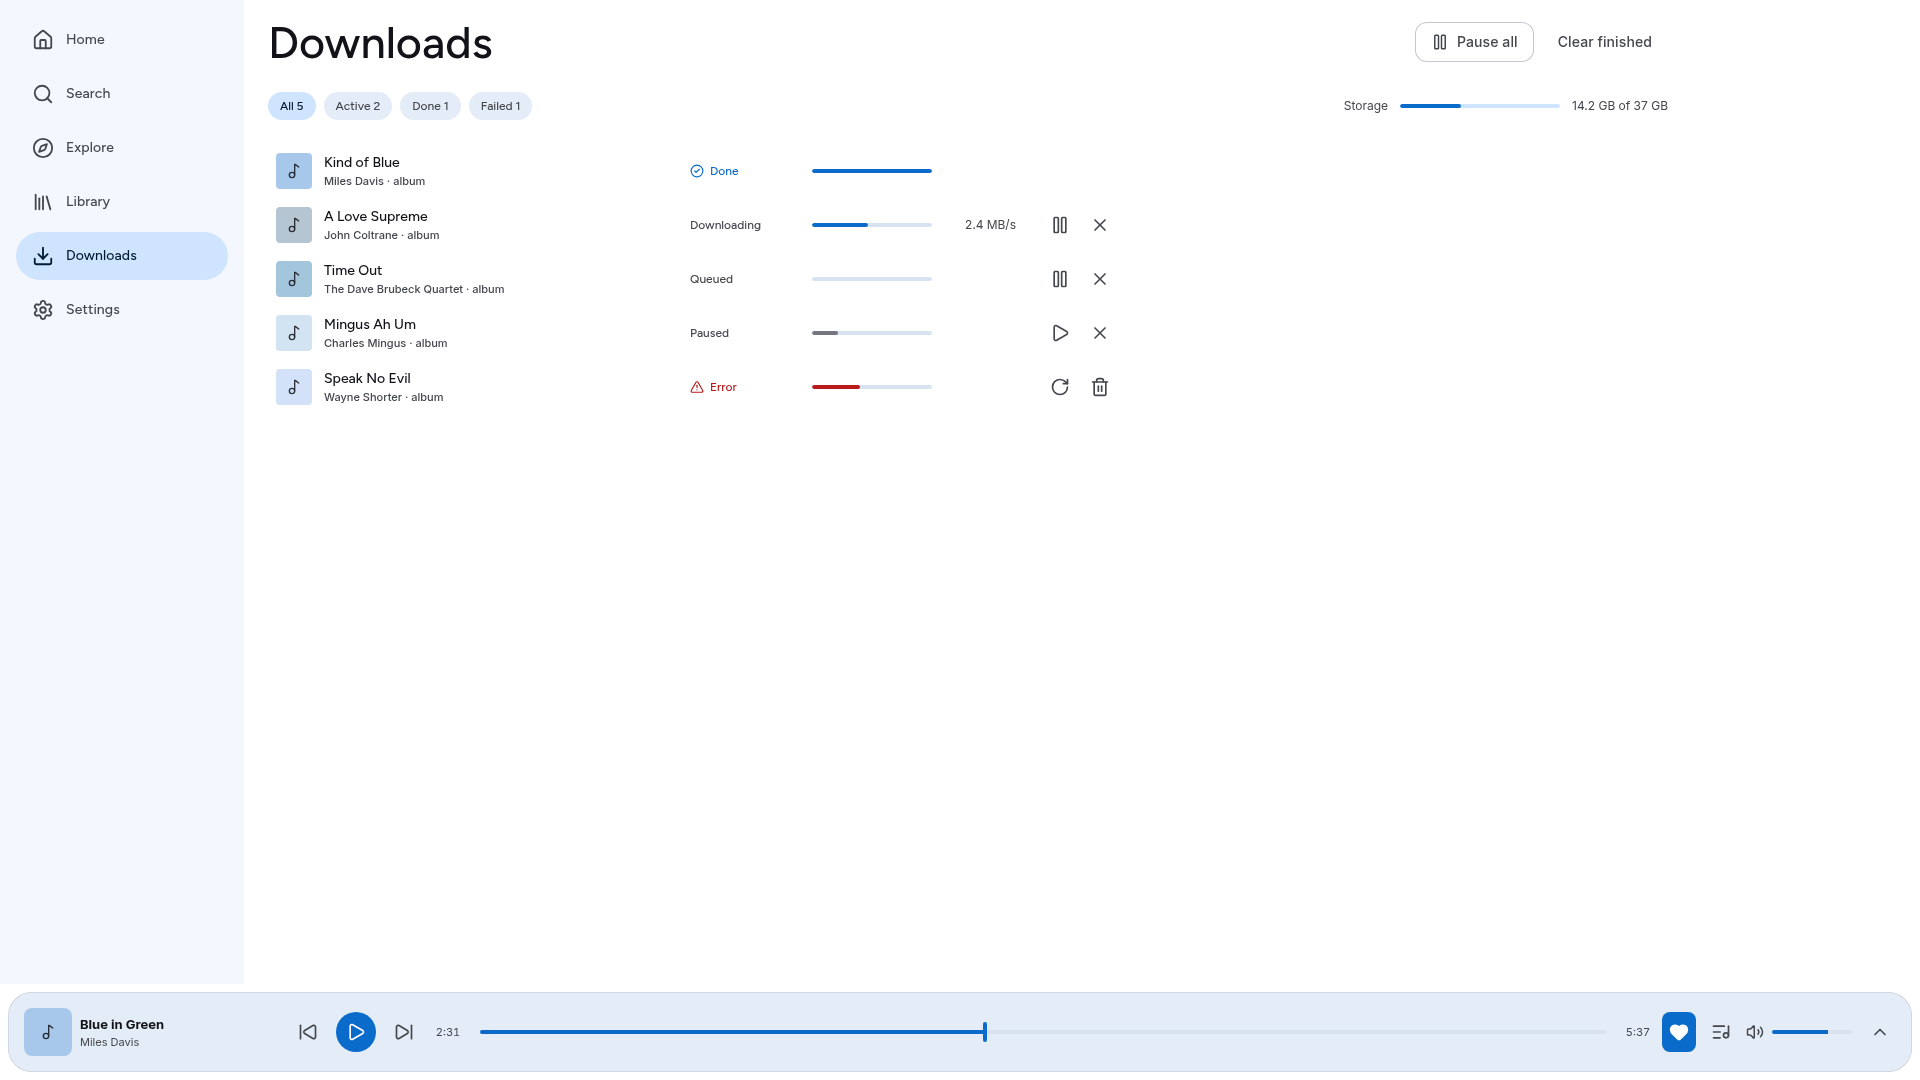 Home
Search
Explore
Library
Downloads
Settings
Downloads
Pause all
Clear finished
All 5
Active 2
Done 1
Failed 1
Storage
14.2 GB of 37 GB
Kind of Blue
Miles Davis · album
Done
A Love Supreme
John Coltrane · album
Downloading
2.4 MB/s
Time Out
The Dave Brubeck Quartet · album
Queued
Mingus Ah Um
Charles Mingus · album
Paused
Speak No Evil
Wayne Shorter · album
Error
Blue in Green
Miles Davis
2:31
5:37